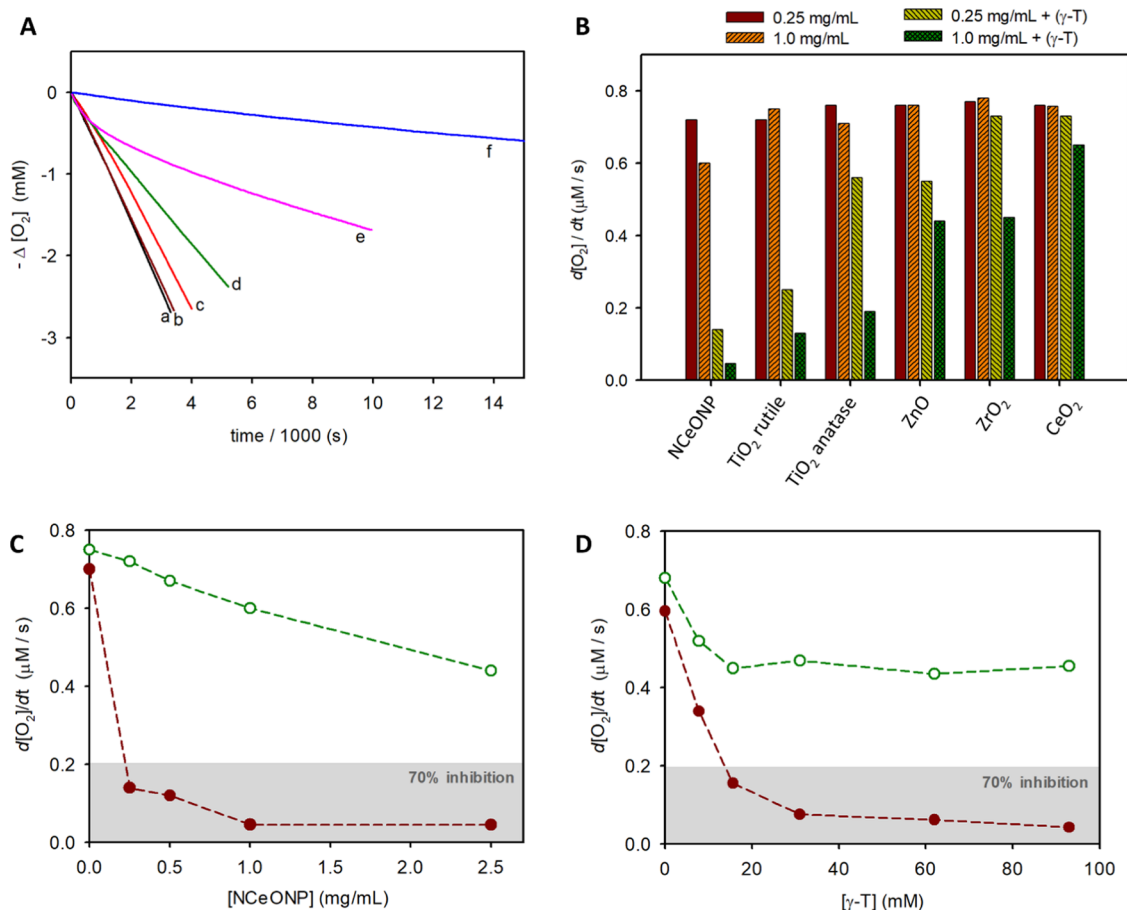 A
0
-1
-2
-3
- Δ [O₂] (mM)
0 2 4 6 8 10 12 14
time / 1000 (s)
a
b
c
d
e
f
B
0.25 mg/mL
1.0 mg/mL
0.25 mg/mL + (γ-T)
1.0 mg/mL + (γ-T)
0.8
0.6
0.4
0.2
0.0
d[O₂] / dt (μM / s)
NCeONP
TiO₂ rutile
TiO₂ anatase
ZnO
ZrO₂
CeO₂
C
0.8
0.6
0.4
0.2
0.0
d[O₂]/dt (μM / s)
70% inhibition
0.0 0.5 1.0 1.5 2.0 2.5
[NCeONP] (mg/mL)
D
0.8
0.6
0.4
0.2
0.0
d[O₂]/dt (μM / s)
70% inhibition
0 20 40 60 80 100
[γ-T] (mM)